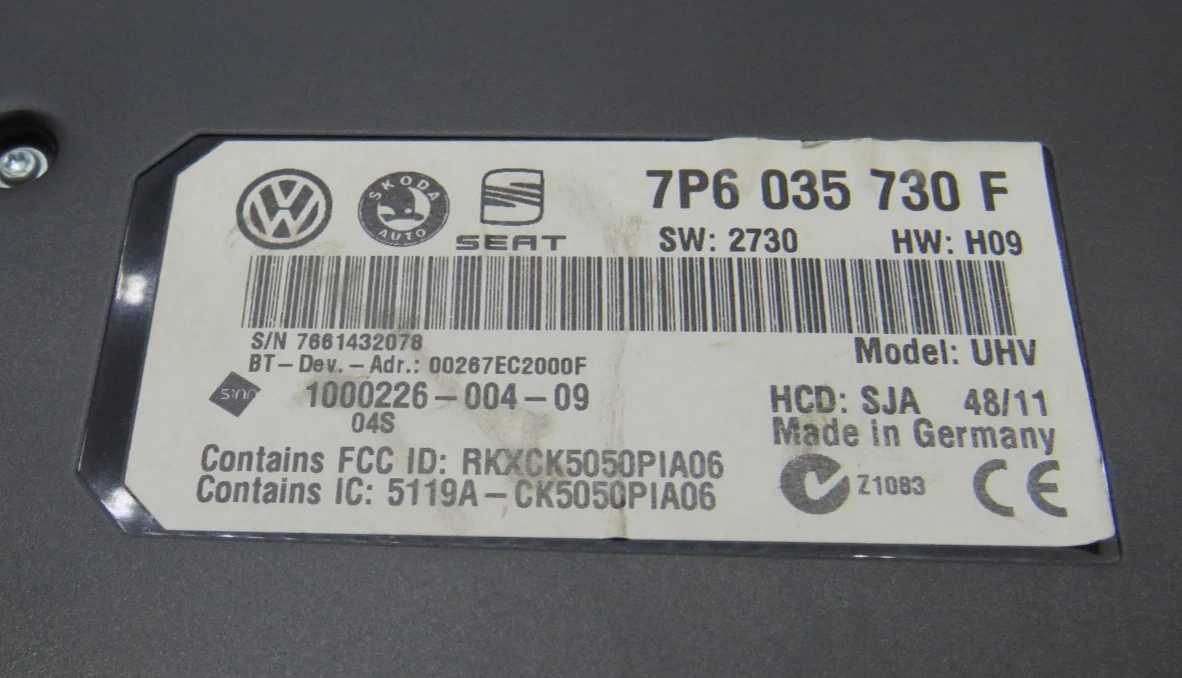 SKODA
AUTO
SEAT
7P6 035 730 F
SW: 2730 HW: H09
S/N 7661432078
BT-Dev.-Adr.: 00267EC2000F
Model: UHV
1000226-004-09
04S
HCD: SJA 48/11
Made in Germany
Contains FCC ID: RKXCK5050PIA06
Contains IC: 5119A-CK5050PIA06
Z1083
CE